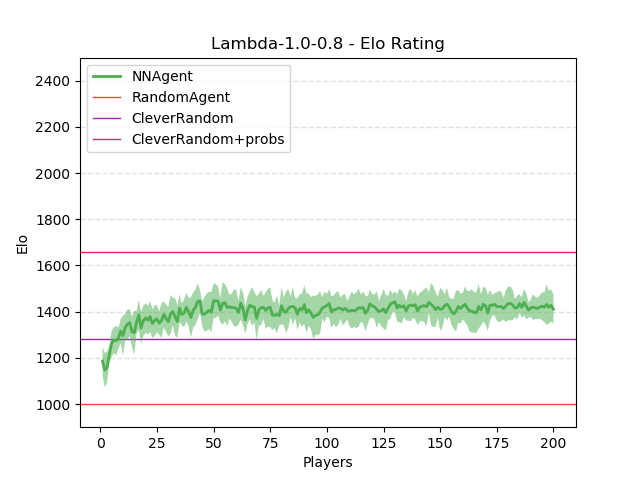 Lambda-1.0-0.8 - Elo Rating
NNAgent
RandomAgent
CleverRandom
CleverRandom+probs
2400
2200
2000
1800
1600
1400
1200
1000
Elo
0 25 50 75 100 125 150 175 200
Players